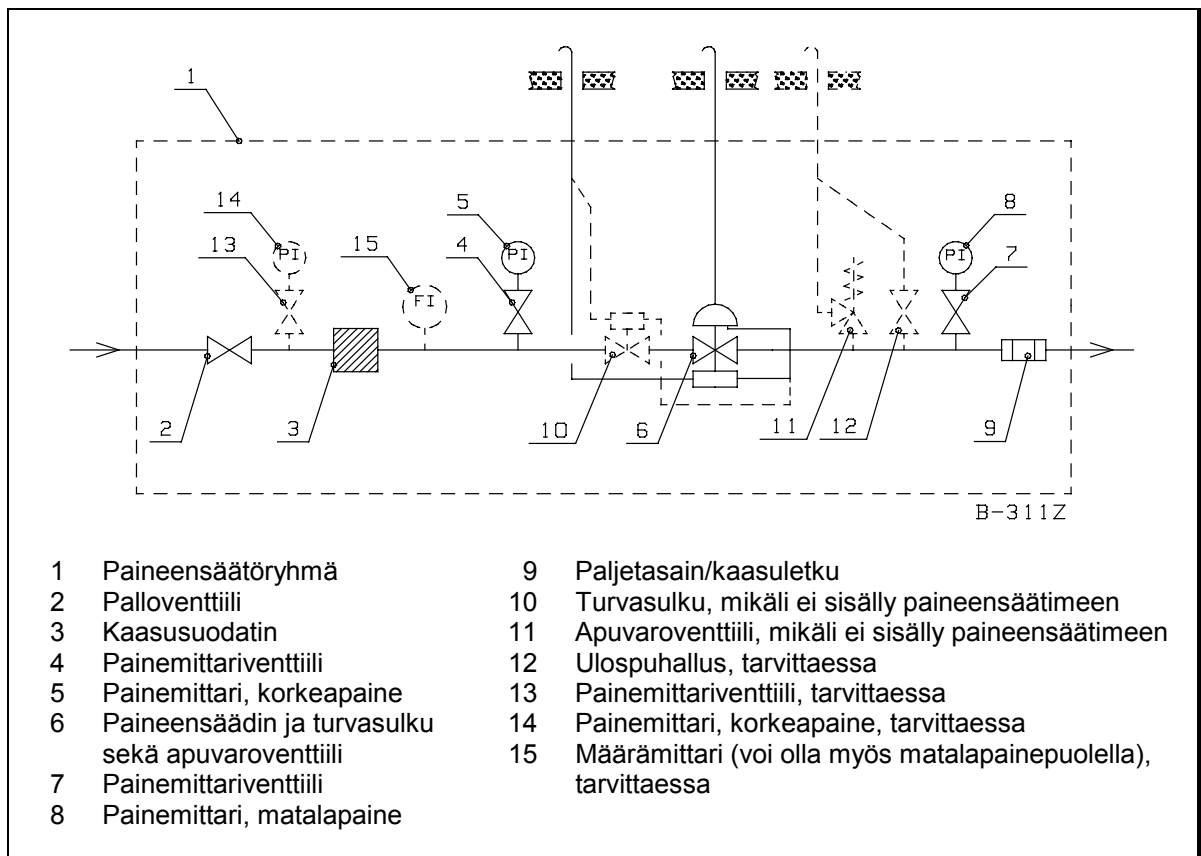 1
14
PI
13
15
FI
5
PI
4
8
PI
7
2
3
10
6
11
12
9
B-311Z
1 Paineensäätöryhmä
2 Palloventtiili
3 Kaasusuodatin
4 Painemittariventtiili
5 Painemittari, korkeapaine
6 Paineensäädin ja turvasulku
sekä apuvaroventtiili
7 Painemittariventtiili
8 Painemittari, matalapaine
9 Paljetasain/kaasuletku
10 Turvasulku, mikäli ei sisälly paineensäätimeen
11 Apuvaroventtiili, mikäli ei sisälly paineensäätimeen
12 Ulospuhallus, tarvittaessa
13 Painemittariventtiili, tarvittaessa
14 Painemittari, korkeapaine, tarvittaessa
15 Määrämittari (voi olla myös matalapainepuolella),
tarvittaessa